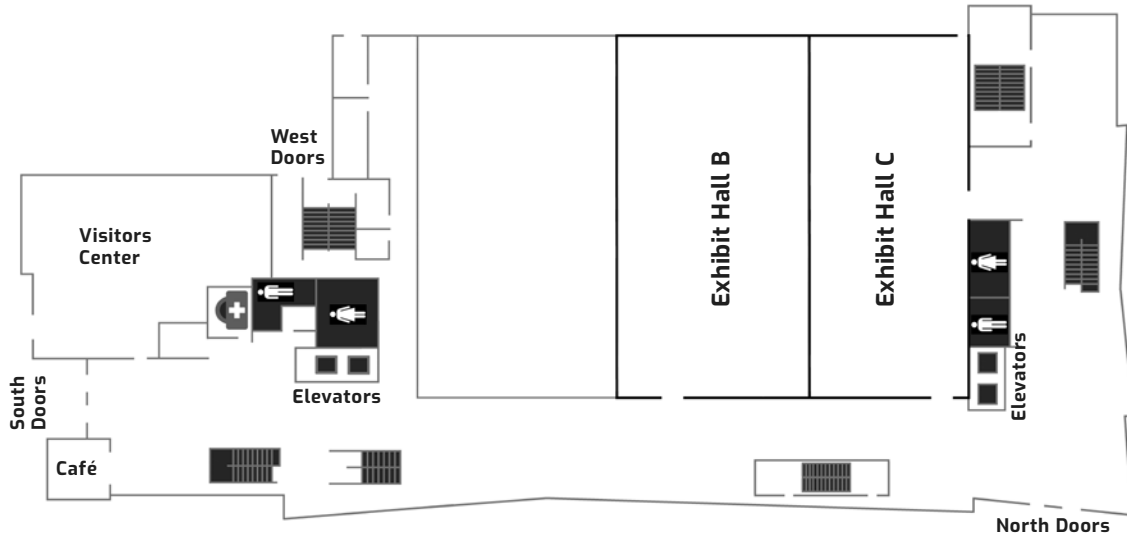 West
Doors
Visitors
Center
Exhibit Hall B
Exhibit Hall C
South
Doors
Elevators
Elevators
Café
North Doors